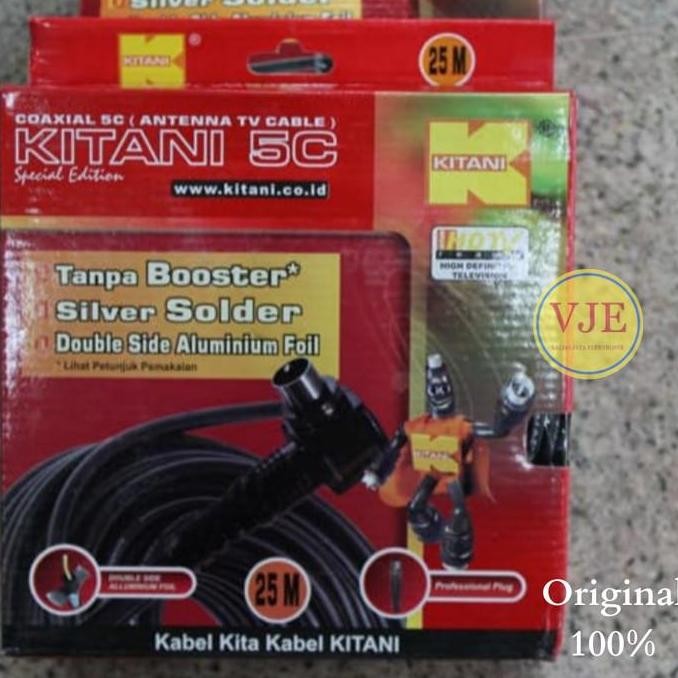 Silver Solder
KITANI
25 M
COAXIAL 5C ( ANTENNA TV CABLE )
KITANI 5C
Special Edition
www.kitani.co.id
KITANI
HDTV
HIGH DEFINITION
TELEVISION
Tanpa Booster*
Silver Solder
Double Side Aluminium Foil
* Lihat Petunjuk Pemakaian
VJE
KITANI
DOUBLE SIDE
ALLUMINIUM FOIL
25 M
Professional Plug
Original
100%
Kabel Kita Kabel KITANI